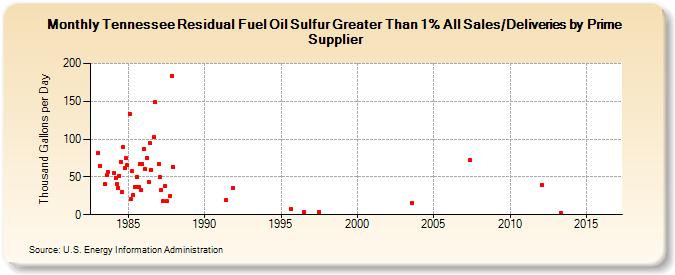 Monthly Tennessee Residual Fuel Oil Sulfur Greater Than 1% All Sales/Deliveries by Prime
Supplier
Thousand Gallons per Day
200
150
100
50
0
1985 1990 1995 2000 2005 2010 2015
Source: U.S. Energy Information Administration